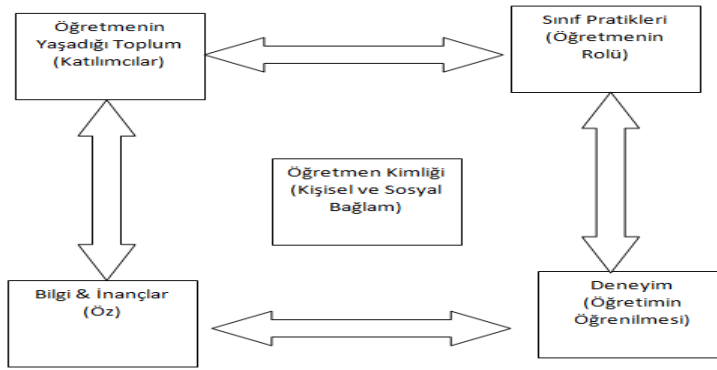 Öğretmenin
Yaşadığı Toplum
(Katılımcılar)
Sınıf Pratikleri
(Öğretmenin
Rolü)
Öğretmen Kimliği
(Kişisel ve Sosyal
Bağlam)
Bilgi & İnançlar
(Öz)
Deneyim
(Öğretimin
Öğrenilmesi)